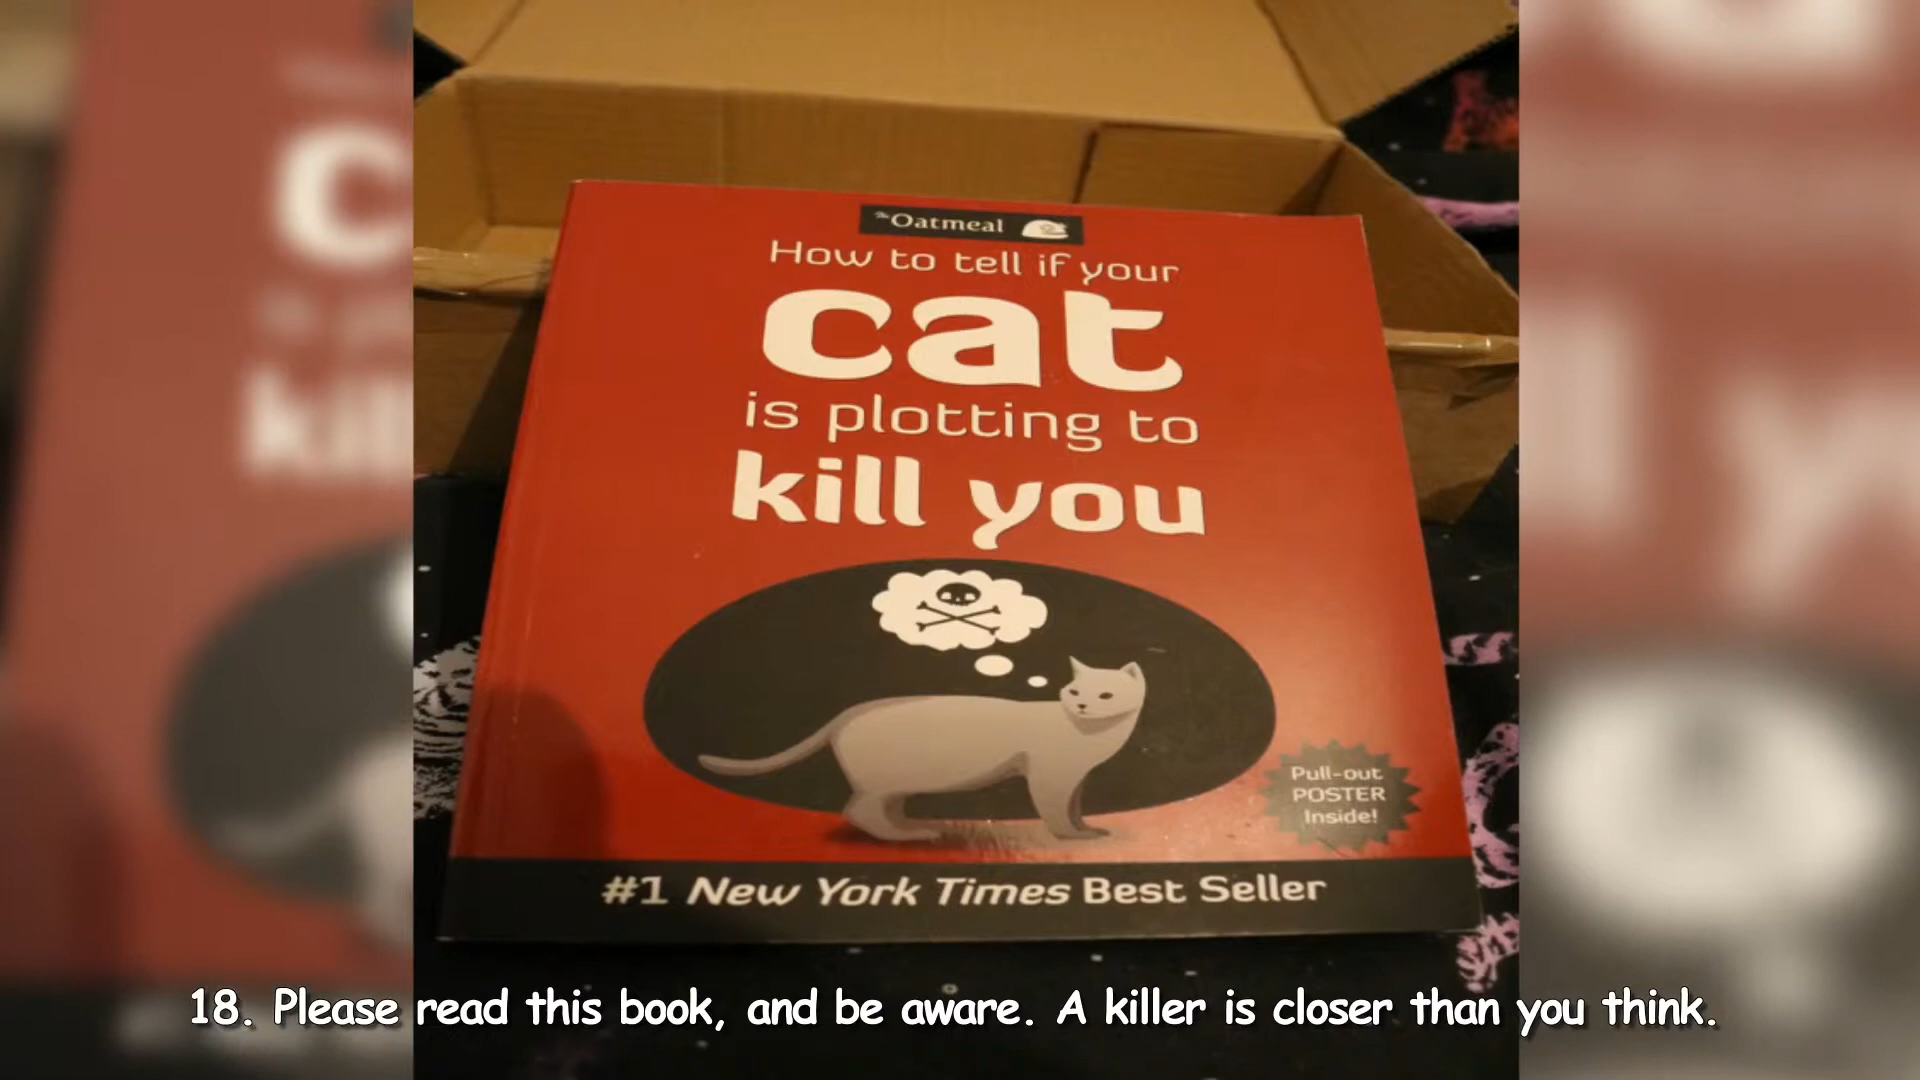 The Oatmeal
How to tell if your
cat
is plotting to
kill you
Pull-out
POSTER
Inside!
#1 New York Times Best Seller
18. Please read this book, and be aware. A killer is closer than you think.